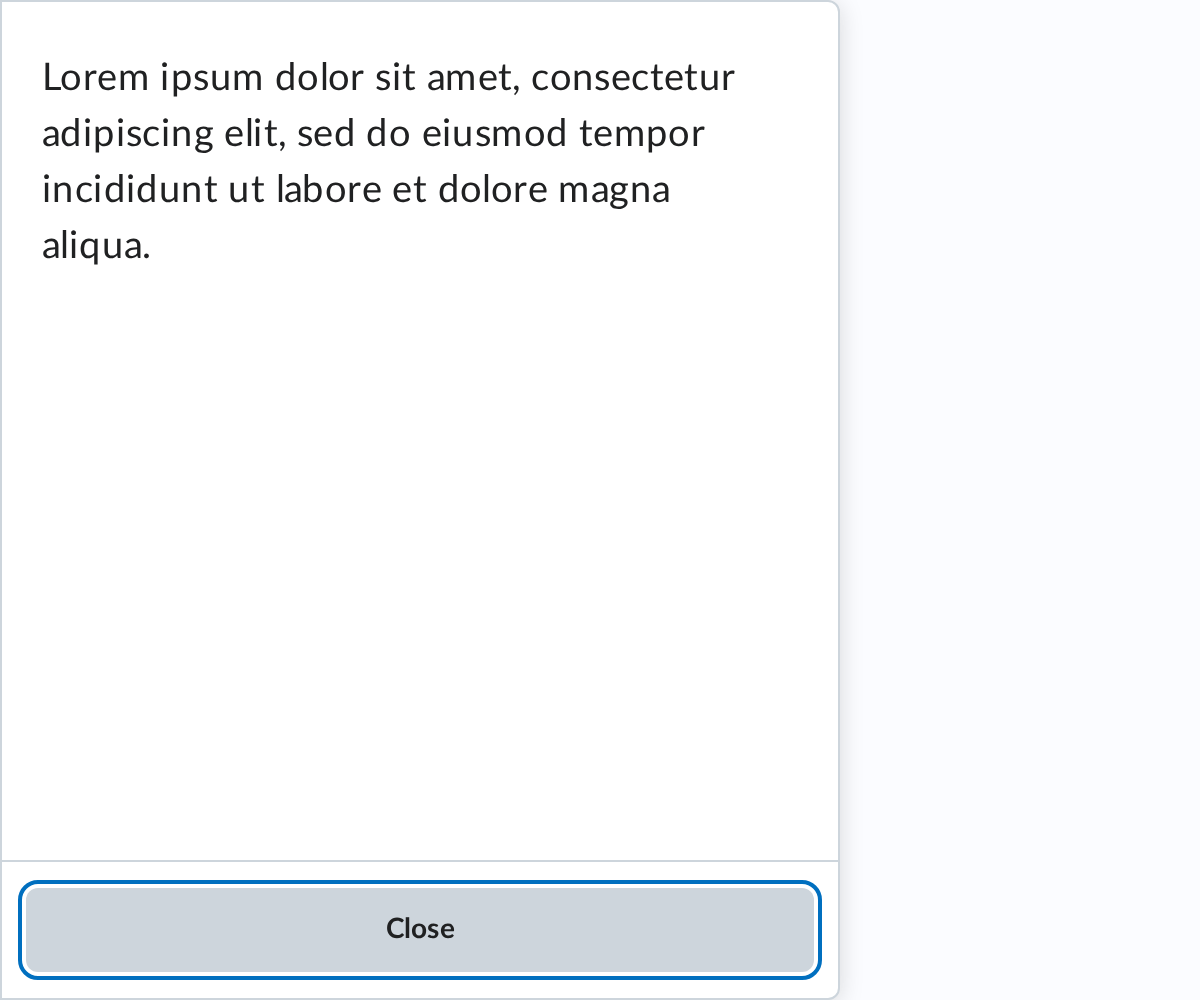 Lorem ipsum dolor sit amet, consectetur
adipiscing elit, sed do eiusmod tempor
incididunt ut labore et dolore magna
aliqua.
Close